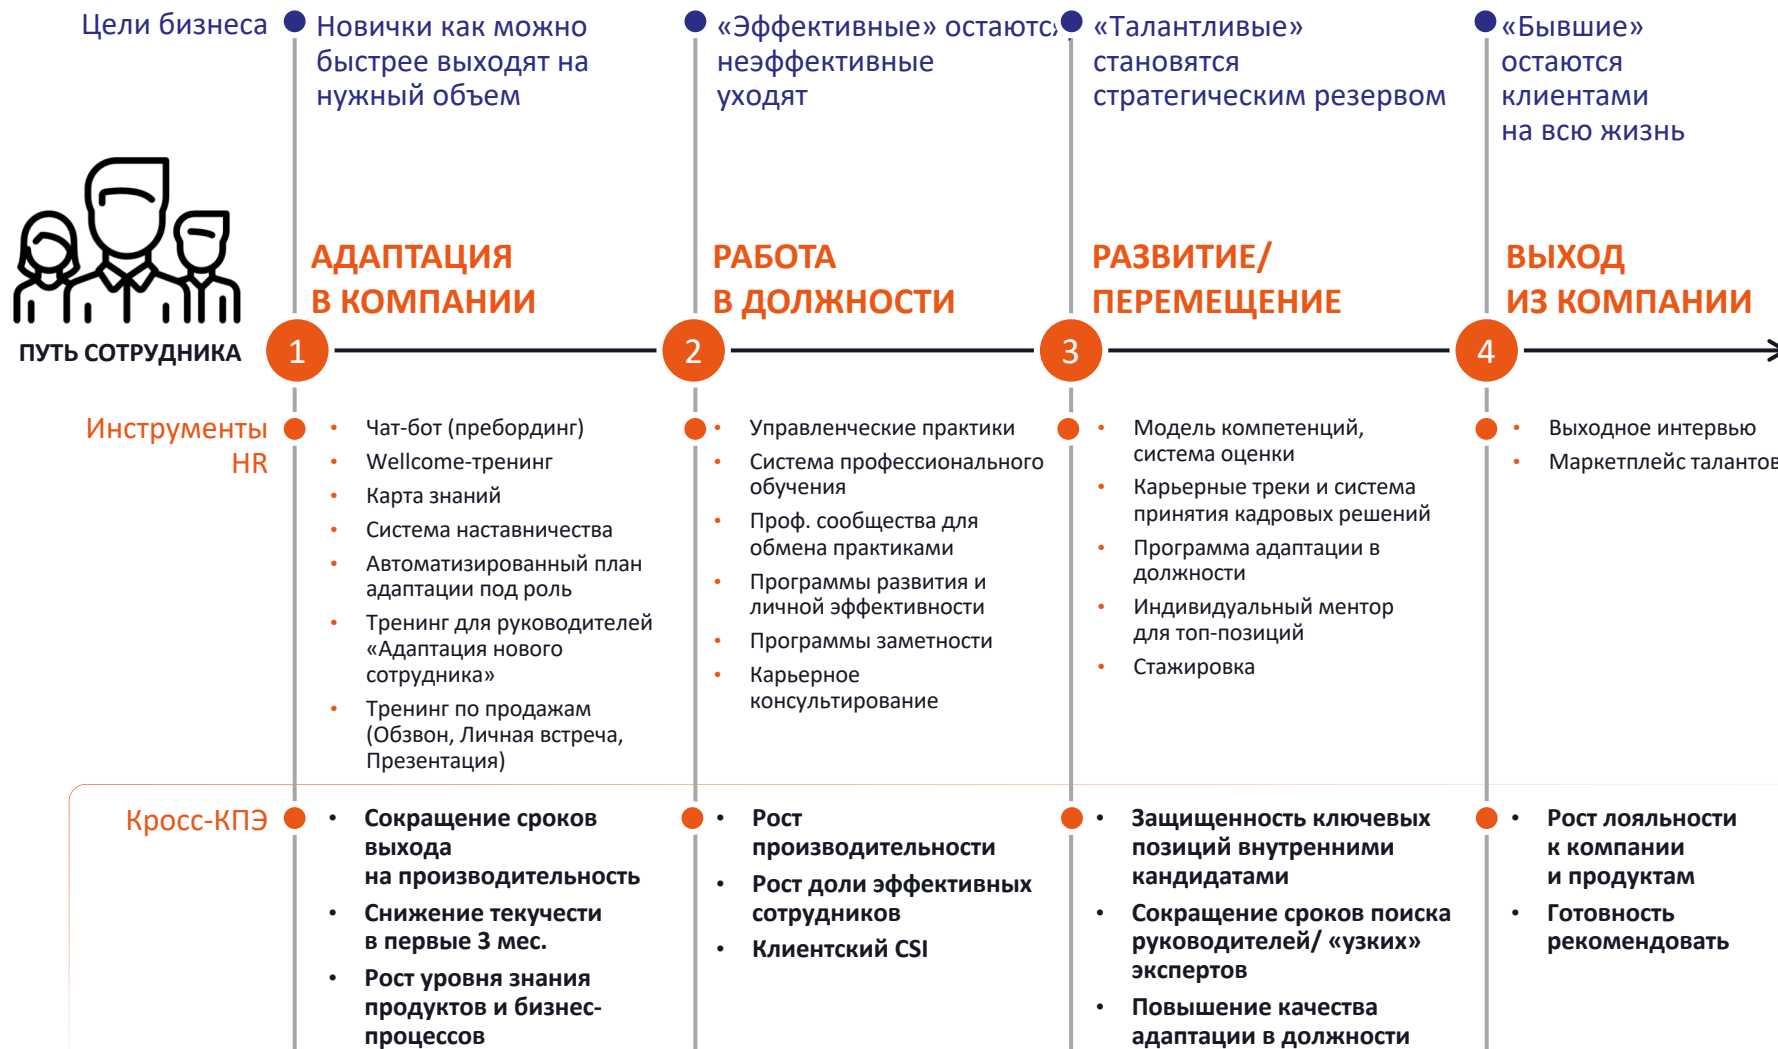 Цели бизнеса
Новички как можно
быстрее выходят на
нужный объем
«Эффективные» остаются,
неэффективные
уходят
«Талантливые»
становятся
стратегическим резервом
«Бывшие»
остаются
клиентами
на всю жизнь
ПУТЬ СОТРУДНИКА
АДАПТАЦИЯ
В КОМПАНИИ
РАБОТА
В ДОЛЖНОСТИ
РАЗВИТИЕ/
ПЕРЕМЕЩЕНИЕ
ВЫХОД
ИЗ КОМПАНИИ
1
2
3
4
Инструменты
HR
• Чат-бот (пребординг)
• Wellcome-тренинг
• Карта знаний
• Система наставничества
• Автоматизированный план
адаптации под роль
• Тренинг для руководителей
«Адаптация нового
сотрудника»
• Тренинг по продажам
(Обзвон, Личная встреча,
Презентация)
• Управленческие практики
• Система профессионального
обучения
• Проф. сообщества для
обмена практиками
• Программы развития и
личной эффективности
• Программы заметности
• Карьерное
консультирование
• Модель компетенций,
система оценки
• Карьерные треки и система
принятия кадровых решений
• Программа адаптации в
должности
• Индивидуальный ментор
для топ-позиций
• Стажировка
• Выходное интервью
• Маркетплейс талантов
Кросс-КПЭ
• Сокращение сроков
выхода
на производительность
• Снижение текучести
в первые 3 мес.
• Рост уровня знания
продуктов и бизнес-
процессов
• Рост
производительности
• Рост доли эффективных
сотрудников
• Клиентский CSI
• Защищенность ключевых
позиций внутренними
кандидатами
• Сокращение сроков поиска
руководителей/ «узких»
экспертов
• Повышение качества
адаптации в должности
• Рост лояльности
к компании
и продуктам
• Готовность
рекомендовать